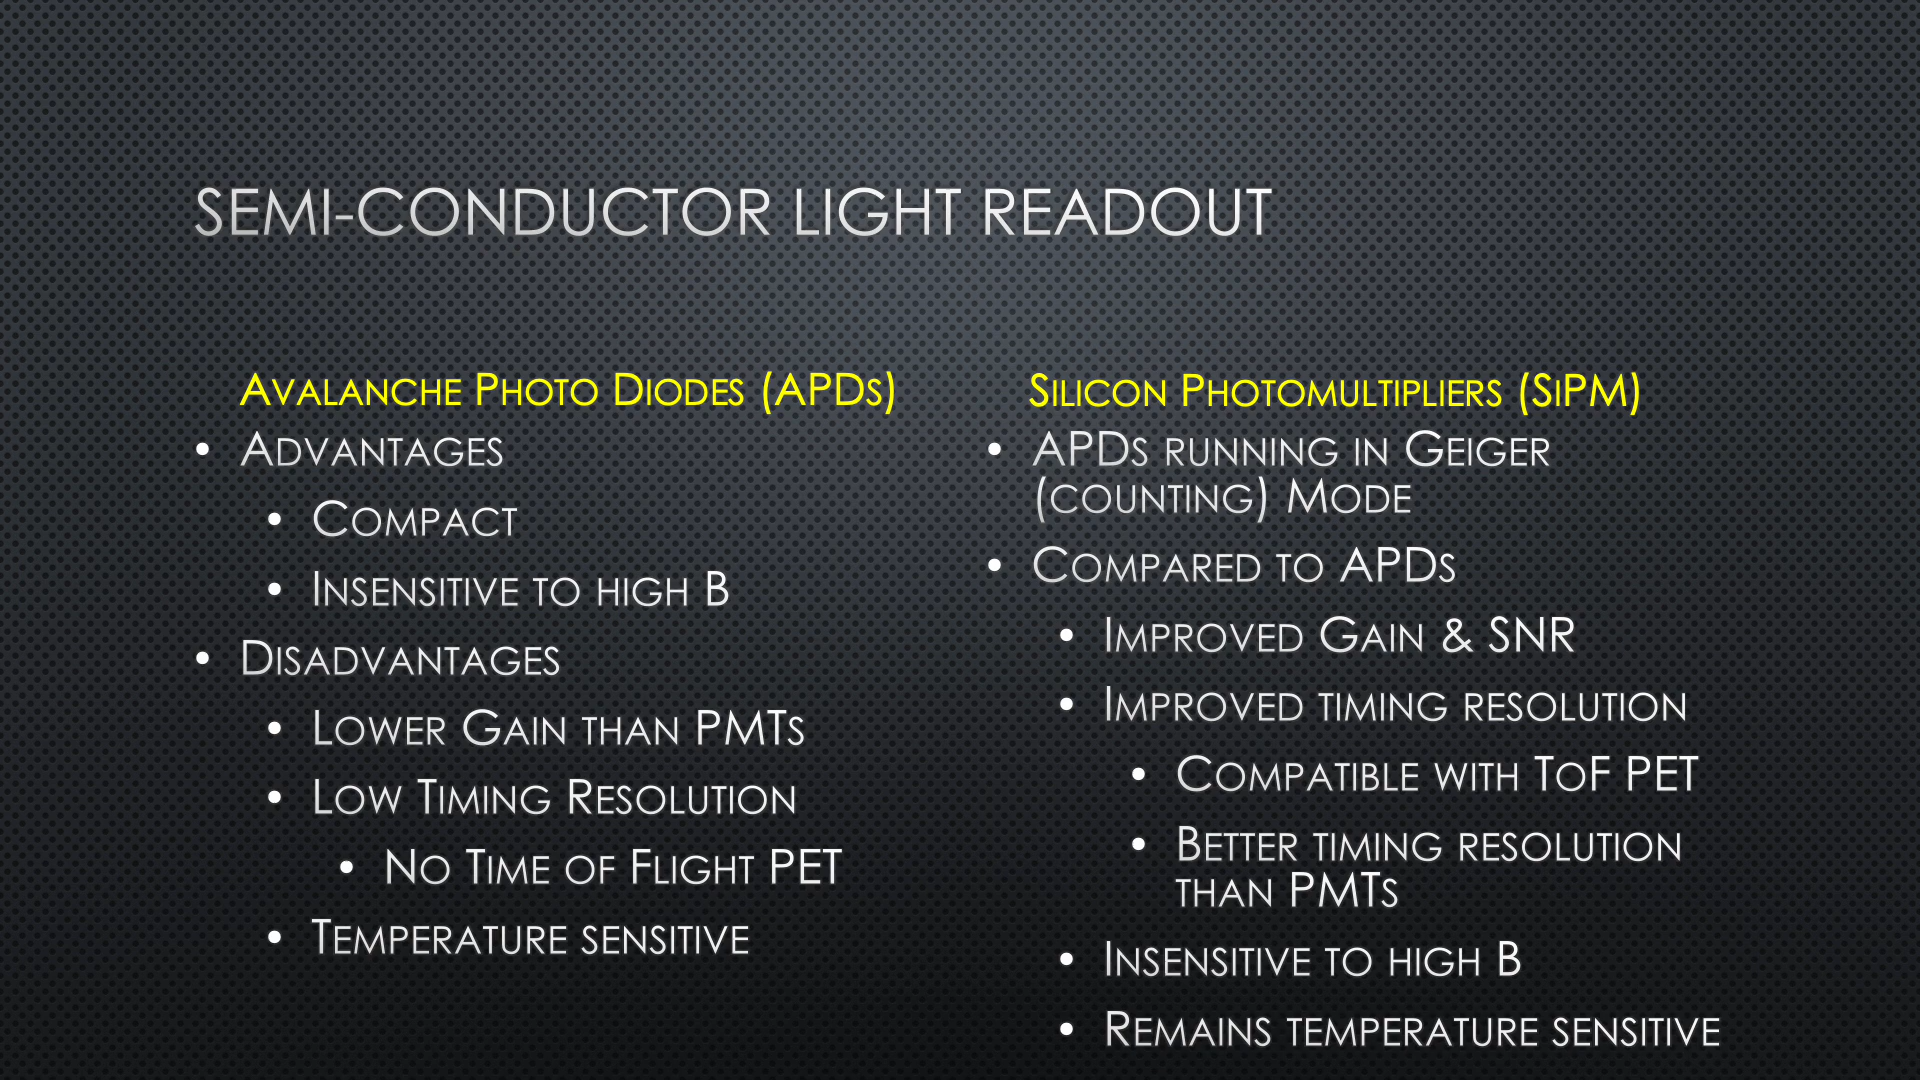 SEMI-CONDUCTOR LIGHT READOUT
AVALANCHE PHOTO DIODES (APDS)
• ADVANTAGES
• COMPACT
• INSENSITIVE TO HIGH B
• DISADVANTAGES
• LOWER GAIN THAN PMTS
• LOW TIMING RESOLUTION
• NO TIME OF FLIGHT PET
• TEMPERATURE SENSITIVE
SILICON PHOTOMULTIPLIERS (SIPM)
• APDS RUNNING IN GEIGER
(COUNTING) MODE
• COMPARED TO APDS
• IMPROVED GAIN & SNR
• IMPROVED TIMING RESOLUTION
• COMPATIBLE WITH TOF PET
• BETTER TIMING RESOLUTION
THAN PMTS
• INSENSITIVE TO HIGH B
• REMAINS TEMPERATURE SENSITIVE